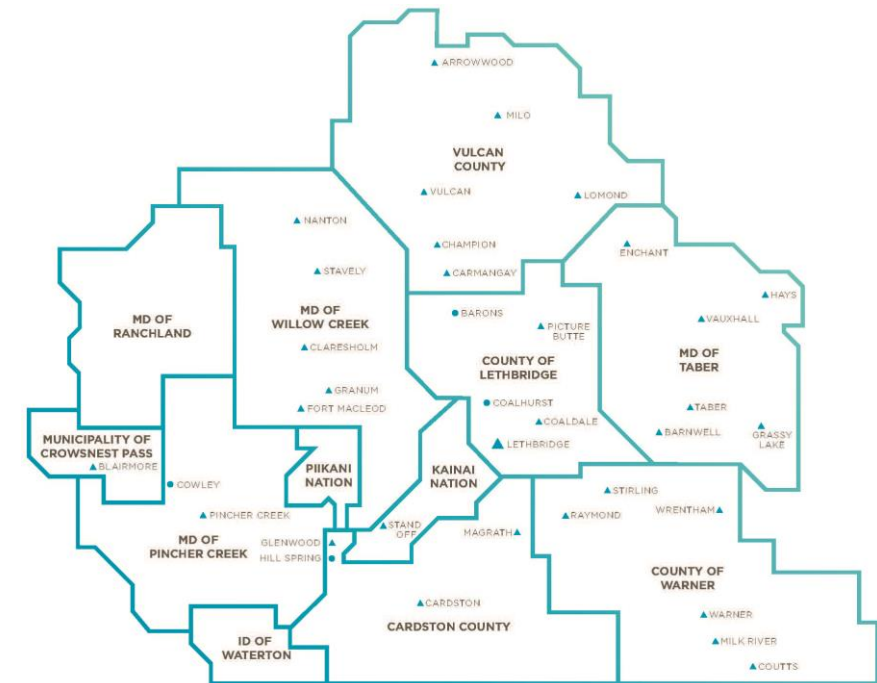 ARROWWOOD
MILO
VULCAN
COUNTY
VULCAN
LOMOND
NANTON
CHAMPION
ENCHANT
STAVELY
CARMANGAY
HAYS
MD OF
RANCHLAND
MD OF
WILLOW CREEK
BARONS
PICTURE
BUTTE
VAUXHALL
CLARESHOLM
COUNTY OF
LETHBRIDGE
MD OF
TABER
GRANUM
FORT MACLEOD
COALHURST
COALDALE
TABER
LETHBRIDGE
BARNWELL
GRASSY
LAKE
MUNICIPALITY OF
CROWSNEST PASS
BLAIRMORE
PIIKANI
NATION
KAINAI
NATION
COWLEY
STIRLING
PINCHER CREEK
RAYMOND
WRENTHAM
STAND
OFF
MAGRATH
MD OF
PINCHER CREEK
GLENWOOD
HILL SPRING
COUNTY OF
WARNER
CARDSTON
CARDSTON COUNTY
WARNER
ID OF
WATERTON
MILK RIVER
COUTTS